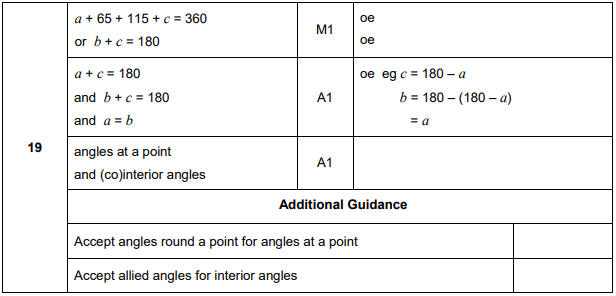 19
a + 65 + 115 + c = 360
or b + c = 180
M1
oe
oe
a + c = 180
and b + c = 180
and a = b
A1
oe eg c = 180 – a
b = 180 – (180 – a)
= a
angles at a point
and (co)interior angles
A1
Additional Guidance
Accept angles round a point for angles at a point
Accept allied angles for interior angles